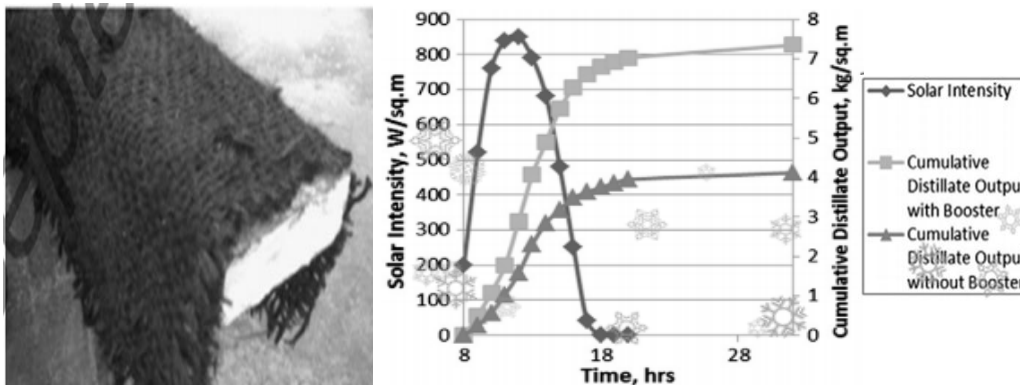 epte
900
800
700
600
500
400
300
200
100
0
Solar Intensity, W/sq.m
8
7
6
5
4
3
2
1
0
Cumulative Distillate Output, kg/sq.m
8 18 28
Time, hrs
Solar Intensity
Cumulative
Distillate Output
with Booster
Cumulative
Distillate Outpu
without Booster